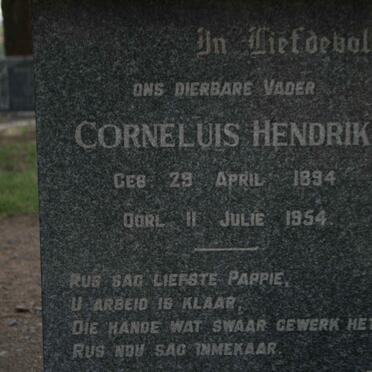 In Liefdevol
ONS DIERBARE VADER
CORNELUIS HENDRIK
GEB 29 APRIL 1894
OORL 11 JULIE 1954
RUS SAG LIEFSTE PAPPIE,
U ARBEID IS KLAAR,
DIE HANDE WAT SWAAR GEWERK HET
RUS NOU SAG INMEKAAR.